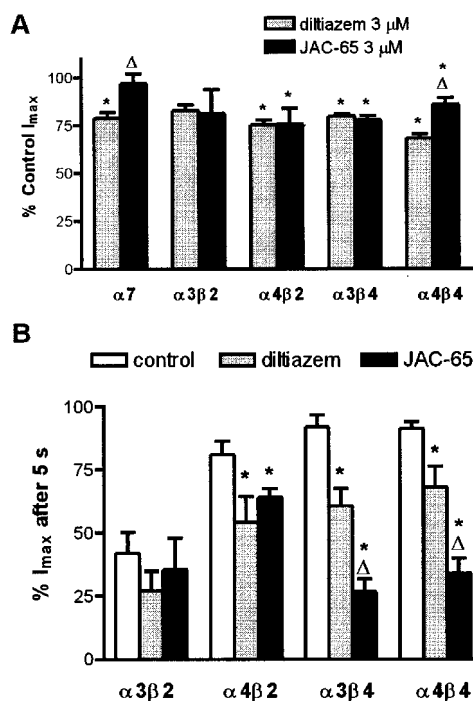 A
diltiazem 3 μM
JAC-65 3 μM
% Control Imax
100
75
50
25
0
* Δ * * * * * * Δ
α7 α3β2 α4β2 α3β4 α4β4
B
control diltiazem JAC-65
% Imax after 5 s
100
75
50
25
0
* * * * Δ * * Δ
α3β2 α4β2 α3β4 α4β4